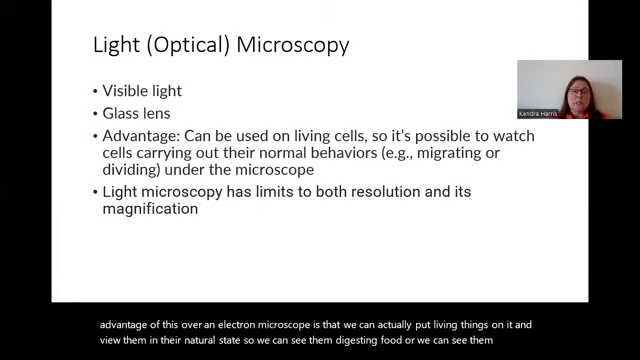 Light (Optical) Microscopy
• Visible light
• Glass lens
• Advantage: Can be used on living cells, so it's possible to watch
cells carrying out their normal behaviors (e.g., migrating or
dividing) under the microscope
• Light microscopy has limits to both resolution and its
magnification
Kendra Harris
advantage of this over an electron microscope is that we can actually put living things on it and
view them in their natural state so we can see them digesting food or we can see them